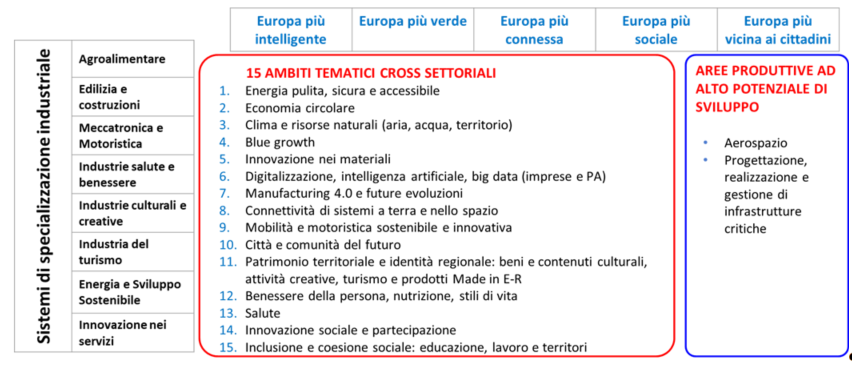 Europa più intelligente
Europa più verde
Europa più connessa
Europa più sociale
Europa più vicina ai cittadini
Sistemi di specializzazione industriale
Agroalimentare
Edilizia e
costruzioni
Meccatronica e
Motoristica
Industrie salute e
benessere
Industrie culturali e
creative
Industria del
turismo
Energia e Sviluppo
Sostenibile
Innovazione nei
servizi
15 AMBITI TEMATICI CROSS SETTORIALI
1. Energia pulita, sicura e accessibile
2. Economia circolare
3. Clima e risorse naturali (aria, acqua, territorio)
4. Blue growth
5. Innovazione nei materiali
6. Digitalizzazione, intelligenza artificiale, big data (imprese e PA)
7. Manufacturing 4.0 e future evoluzioni
8. Connettività di sistemi a terra e nello spazio
9. Mobilità e motoristica sostenibile e innovativa
10. Città e comunità del futuro
11. Patrimonio territoriale e identità regionale: beni e contenuti culturali,
attività creative, turismo e prodotti Made in E-R
12. Benessere della persona, nutrizione, stili di vita
13. Salute
14. Innovazione sociale e partecipazione
15. Inclusione e coesione sociale: educazione, lavoro e territori
AREE PRODUTTIVE AD
ALTO POTENZIALE DI
SVILUPPO
• Aerospazio
• Progettazione,
realizzazione e
gestione di
infrastrutture
critiche